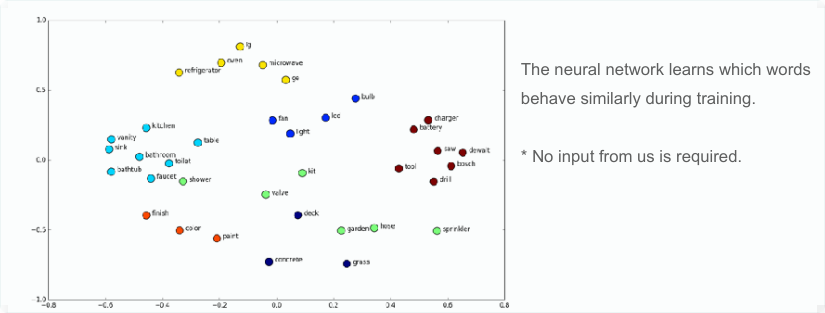 1.0
lg
oven
microwave
refrigerator
ge
0.5
bulb
fan
led
charger
light
battery
kitchen
vanity
table
sink
saw
dewalt
bathroom
0.0
toilet
bosch
tool
bathtub
kit
faucet
shower
drill
valve
finish
deck
color
hose
-0.5
garden
sprinkler
paint
concrete
grass
-1.0
-0.8
-0.6
-0.4
-0.2
0.0
0.2
0.4
0.6
0.8
The neural network learns which words
behave similarly during training.
* No input from us is required.